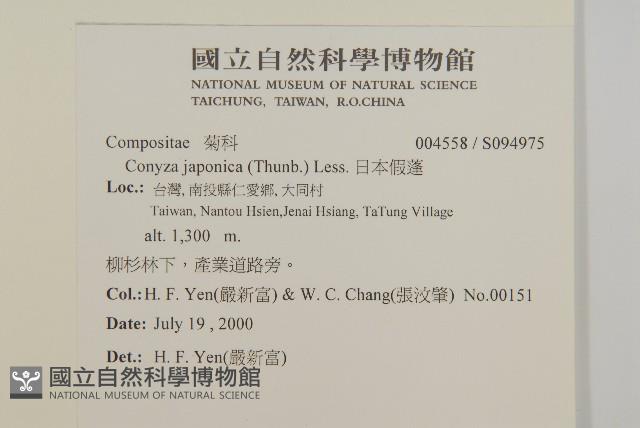 國立自然科學博物館
NATIONAL MUSEUM OF NATURAL SCIENCE
TAICHUNG, TAIWAN, R.O.CHINA
Compositae 菊科 004558 / S094975
Conyza japonica (Thunb.) Less. 日本假蓬
Loc.: 台灣, 南投縣仁愛鄉, 大同村
Taiwan, Nantou Hsien,Jenai Hsiang, TaTung Village
alt. 1,300 m.
柳杉林下，產業道路旁。
Col.:H. F. Yen(嚴新富) & W. C. Chang(張汶肇) No.00151
Date: July 19 , 2000
Det.: H. F. Yen(嚴新富)
國立自然科學博物館
NATIONAL MUSEUM OF NATURAL SCIENCE